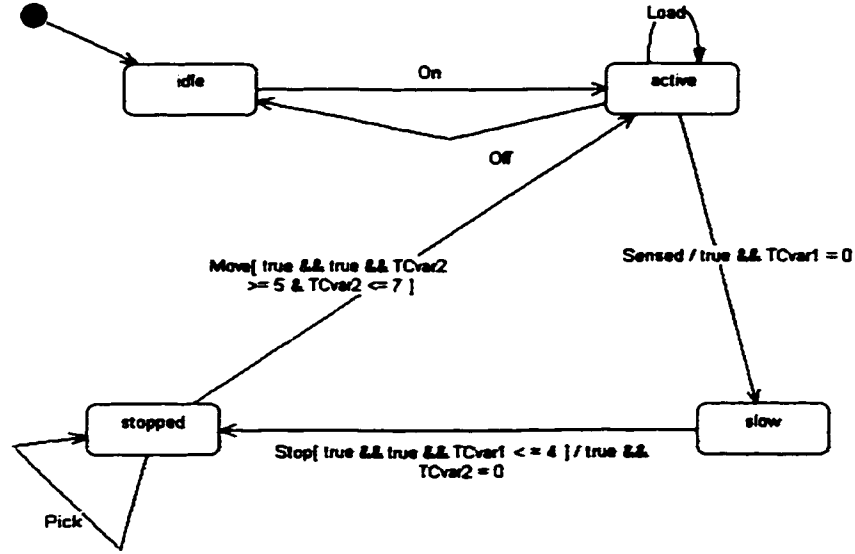 Load
idle
On
active
Off
Sensed / true && TCvar1 = 0
Move[ true && true && TCvar2
>= 5 & TCvar2 <= 7 ]
stopped
slow
Stop[ true && true && TCvar1 < = 4 ] / true &&
TCvar2 = 0
Pick